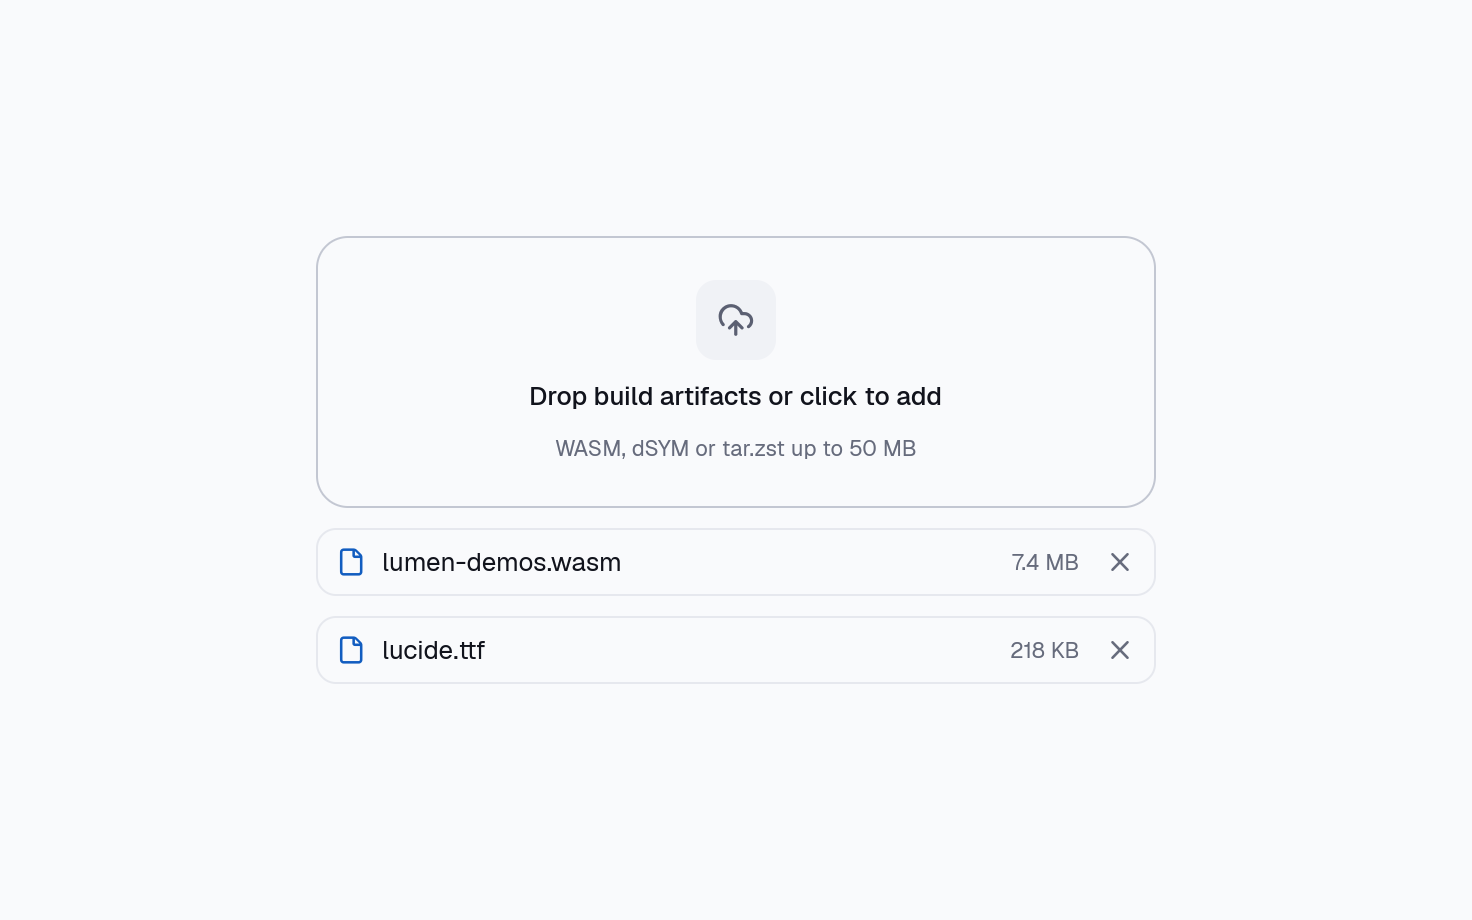 Drop build artifacts or click to add
WASM, dSYM or tar.zst up to 50 MB
lumen-demos.wasm 7.4 MB
lucide.ttf 218 KB